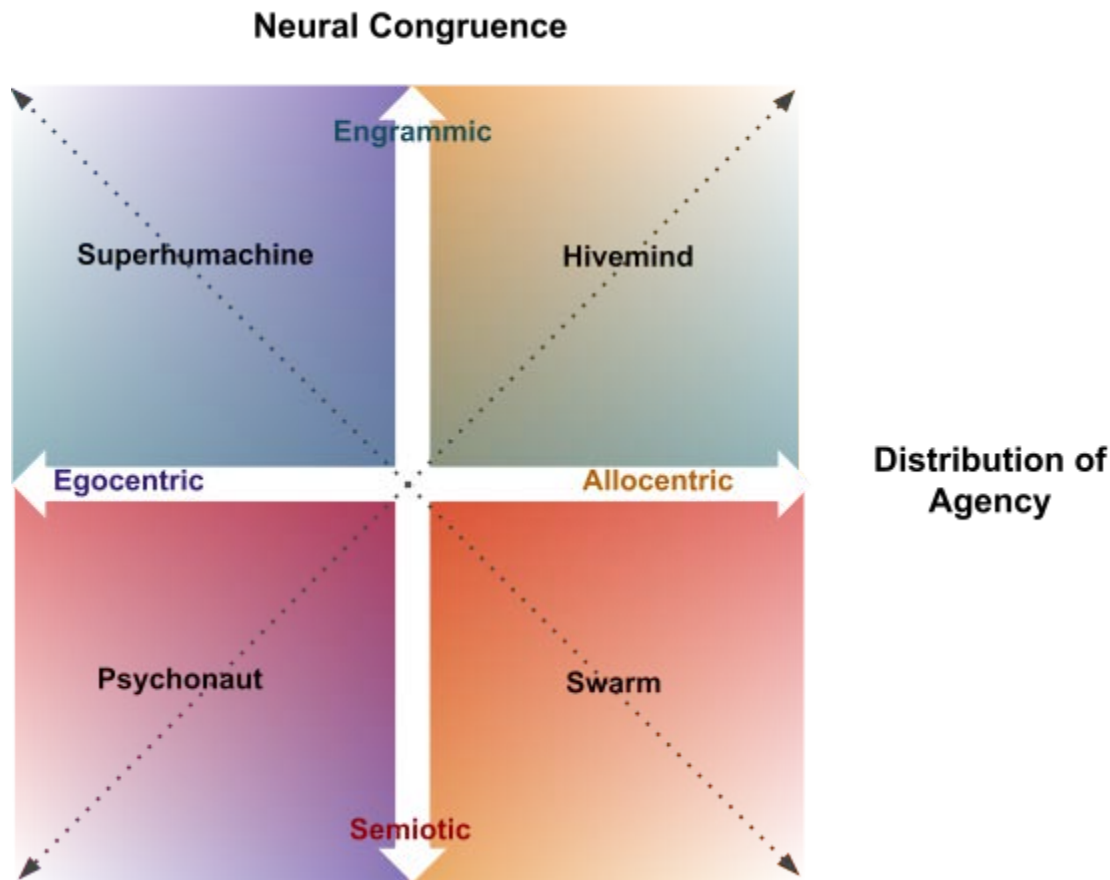 Neural Congruence
Engrammic
Superhumachine
Hivemind
Egocentric
Allocentric
Distribution of
Agency
Psychonaut
Swarm
Semiotic